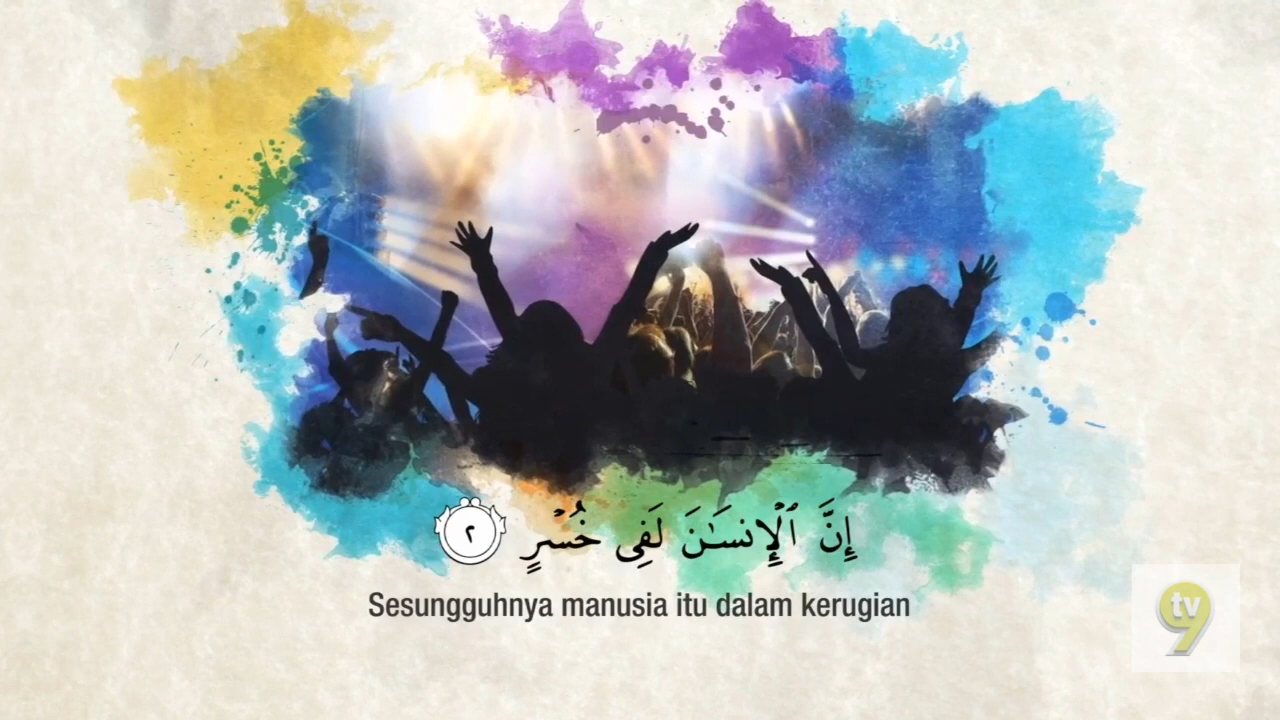 إِنَّ ٱلْإِنسَـٰنَ لَفِى خُسْرٍ ٢
Sesungguhnya manusia itu dalam kerugian
tv9